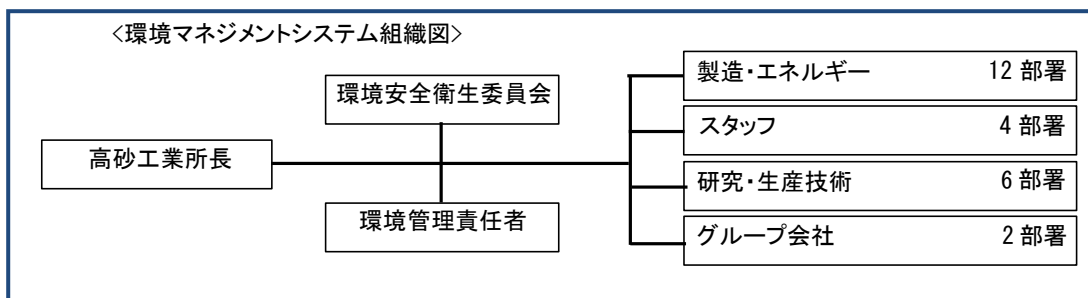 <環境マネジメントシステム組織図>
環境安全衛生委員会
高砂工業所長
環境管理責任者
製造・エネルギー 12 部署
スタッフ 4 部署
研究・生産技術 6 部署
グループ会社 2 部署